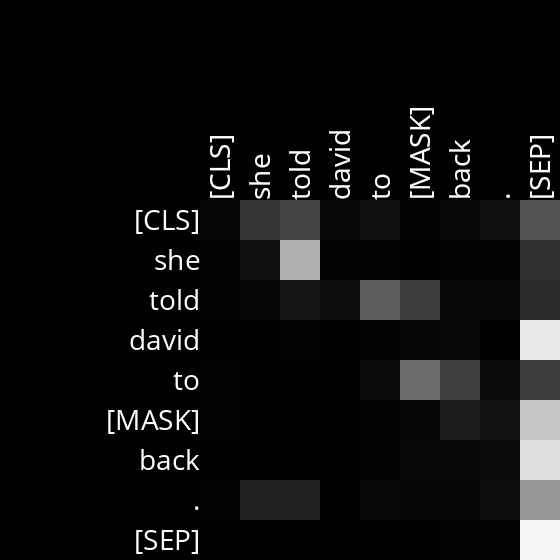 [CLS] she told david to [MASK] back . [SEP]
[CLS]
she
told
david
to
[MASK]
back
.
[SEP]